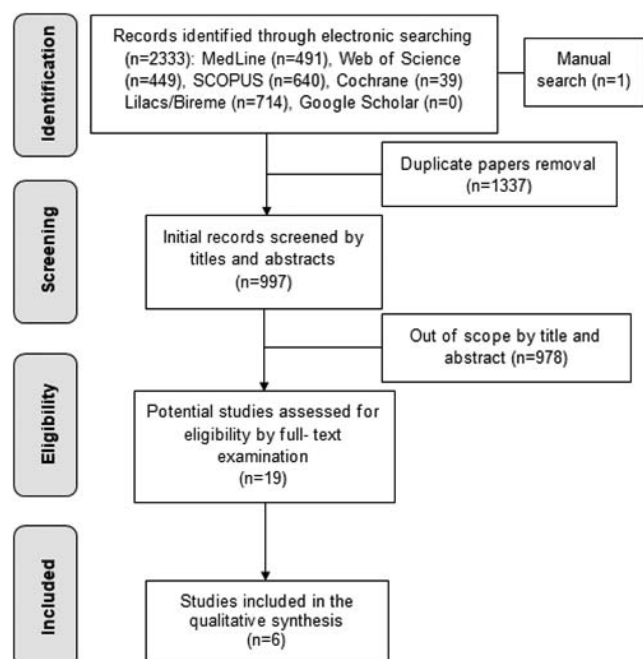 Identification
Records identified through electronic searching
(n=2333): MedLine (n=491), Web of Science
(n=449), SCOPUS (n=640), Cochrane (n=39)
Lilacs/Bireme (n=714), Google Scholar (n=0)
Manual
search (n=1)
Duplicate papers removal
(n=1337)
Screening
Initial records screened by
titles and abstracts
(n=997)
Out of scope by title and
abstract (n=978)
Eligibility
Potential studies assessed for
eligibility by full- text
examination
(n=19)
Included
Studies included in the
qualitative synthesis
(n=6)